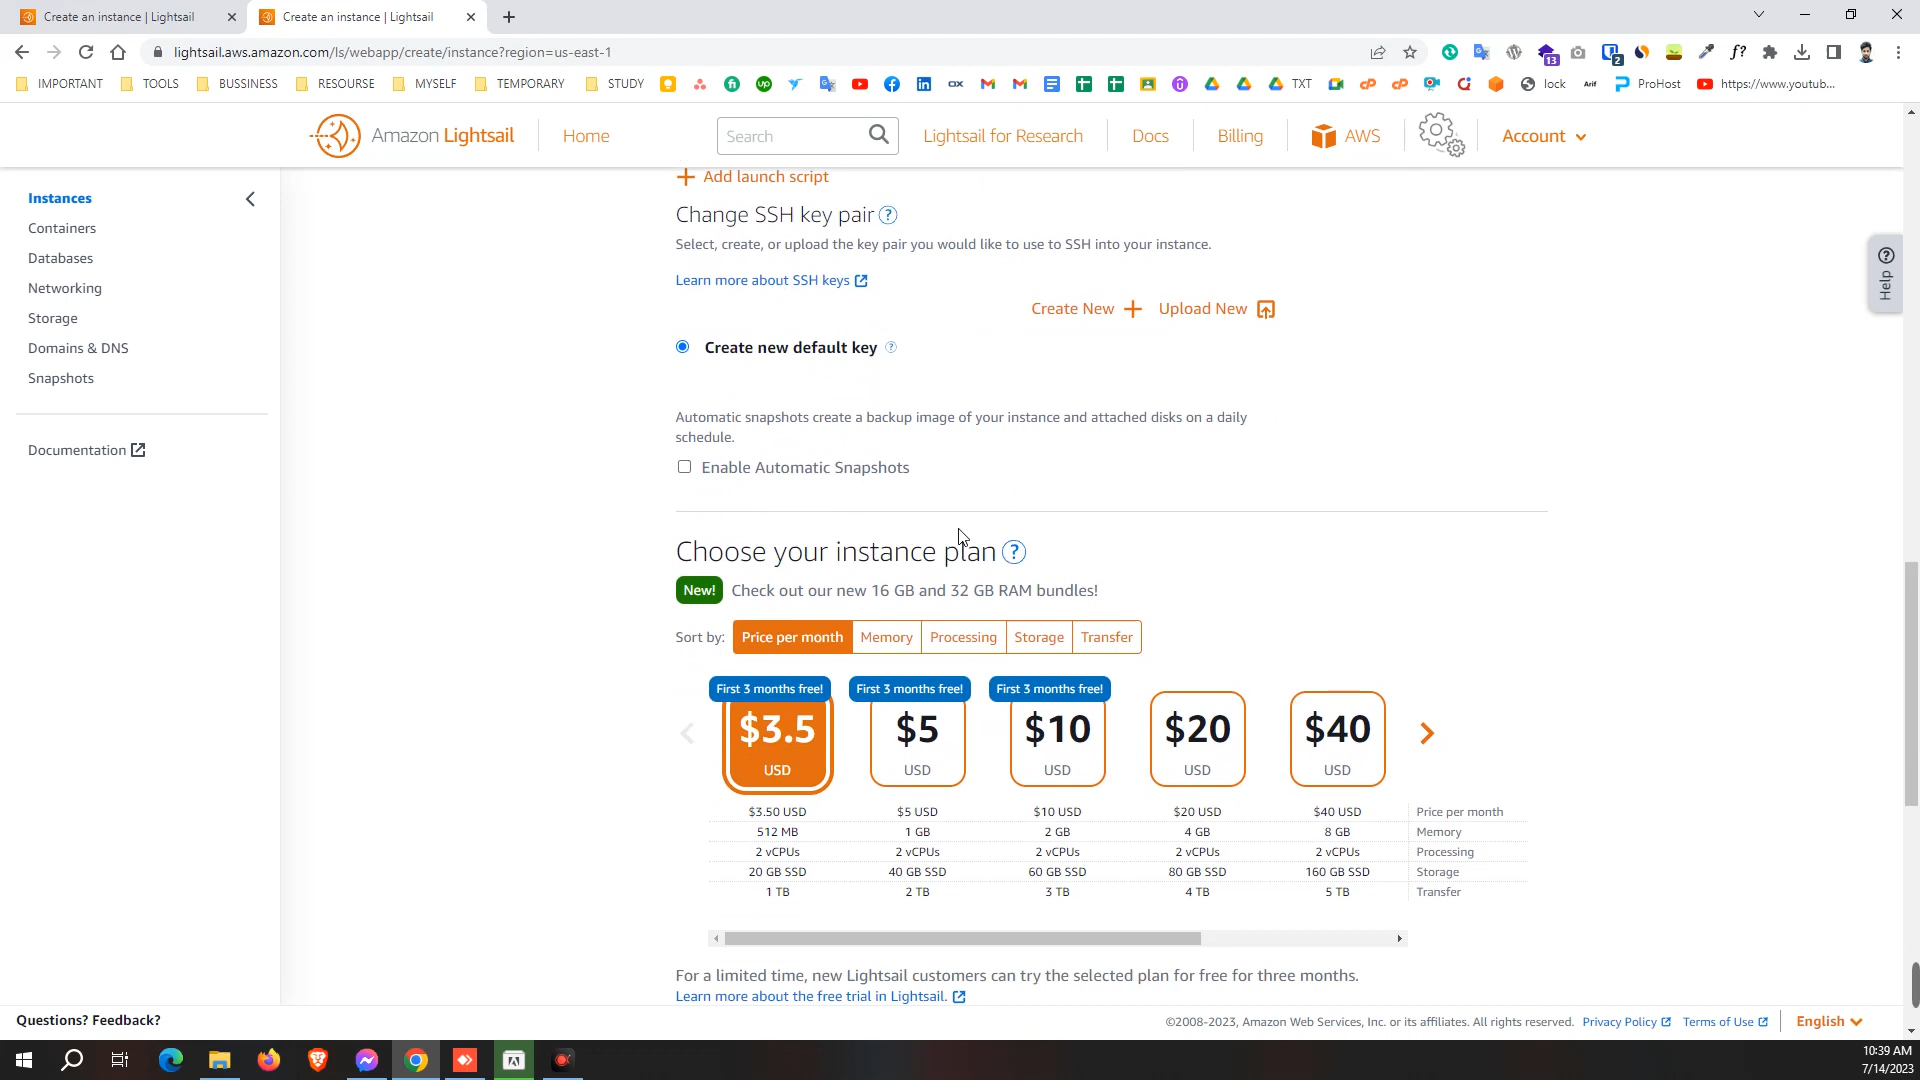 Create an instance | Lightsail
Create an instance | Lightsail
lightsail.aws.amazon.com/ls/webapp/create/instance?region=us-east-1
13
2
f?
IMPORTANT
TOOLS
BUSSINESS
RESOURSE
MYSELF
TEMPORARY
STUDY
TXT
lock
Arif
ProHost
https://www.youtub...
Amazon Lightsail
Home
Search
Lightsail for Research
Docs
Billing
AWS
Account
Instances
Containers
Databases
Networking
Storage
Domains & DNS
Snapshots
Documentation
Add launch script
Change SSH key pair ?
Select, create, or upload the key pair you would like to use to SSH into your instance.
Learn more about SSH keys
Create New + Upload New
Create new default key ?
Automatic snapshots create a backup image of your instance and attached disks on a daily
schedule.
Enable Automatic Snapshots
Help ?
Choose your instance plan ?
New! Check out our new 16 GB and 32 GB RAM bundles!
Sort by: Price per month Memory Processing Storage Transfer
First 3 months free! First 3 months free! First 3 months free!
$3.5 $5 $10 $20 $40
USD USD USD USD USD
$3.50 USD $5 USD $10 USD $20 USD $40 USD Price per month
512 MB 1 GB 2 GB 4 GB 8 GB Memory
2 vCPUs 2 vCPUs 2 vCPUs 2 vCPUs 2 vCPUs Processing
20 GB SSD 40 GB SSD 60 GB SSD 80 GB SSD 160 GB SSD Storage
1 TB 2 TB 3 TB 4 TB 5 TB Transfer
For a limited time, new Lightsail customers can try the selected plan for free for three months.
Learn more about the free trial in Lightsail.
Questions? Feedback?
©2008-2023, Amazon Web Services, Inc. or its affiliates. All rights reserved. Privacy Policy Terms of Use English
10:39 AM
7/14/2023